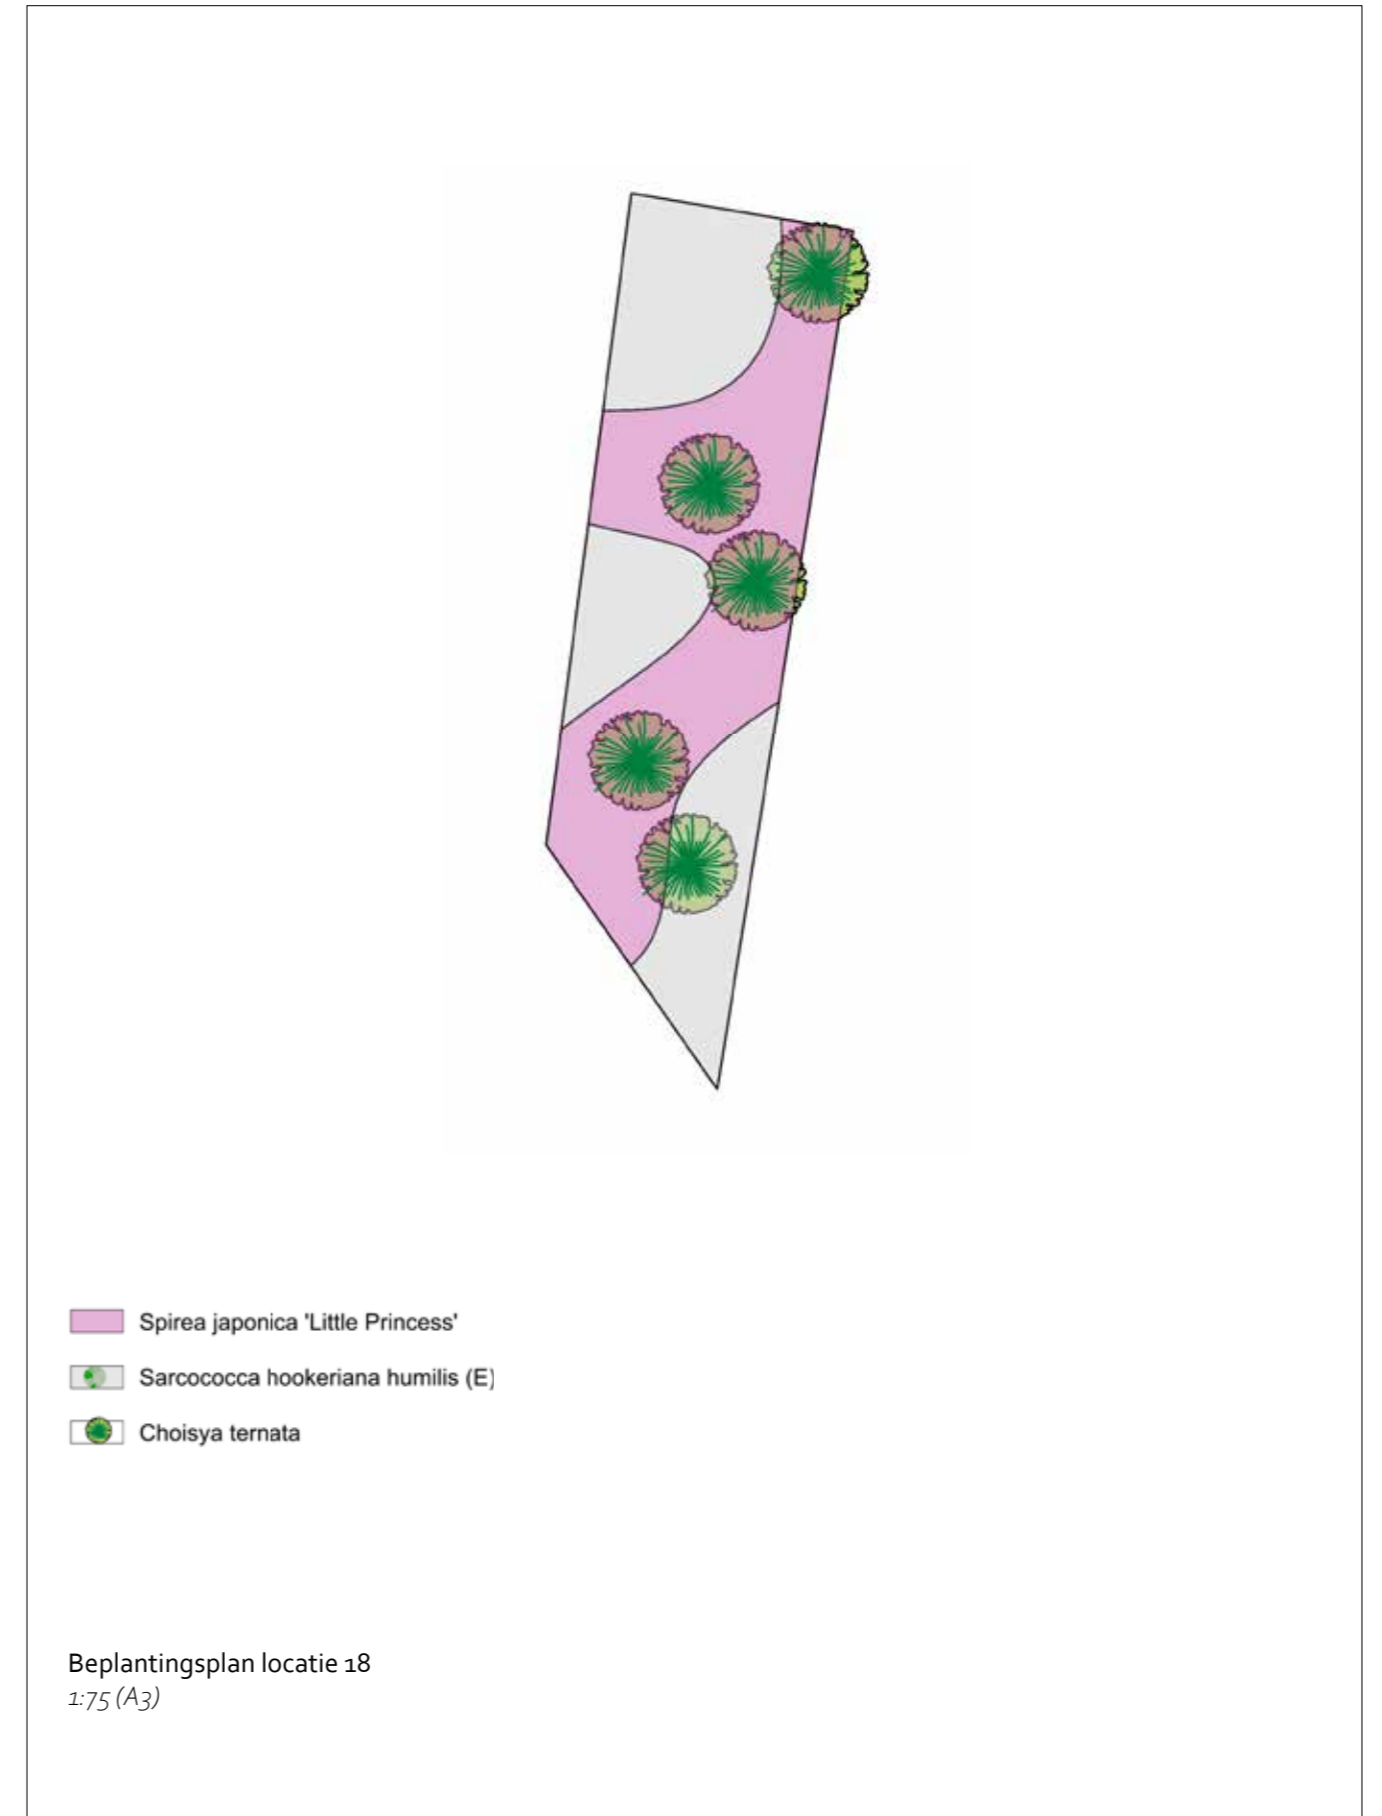 Spirea japonica 'Little Princess'
Sarcococca hookeriana humilis (E)
Choisya ternata
Beplantingsplan locatie 18
1:75 (A3)